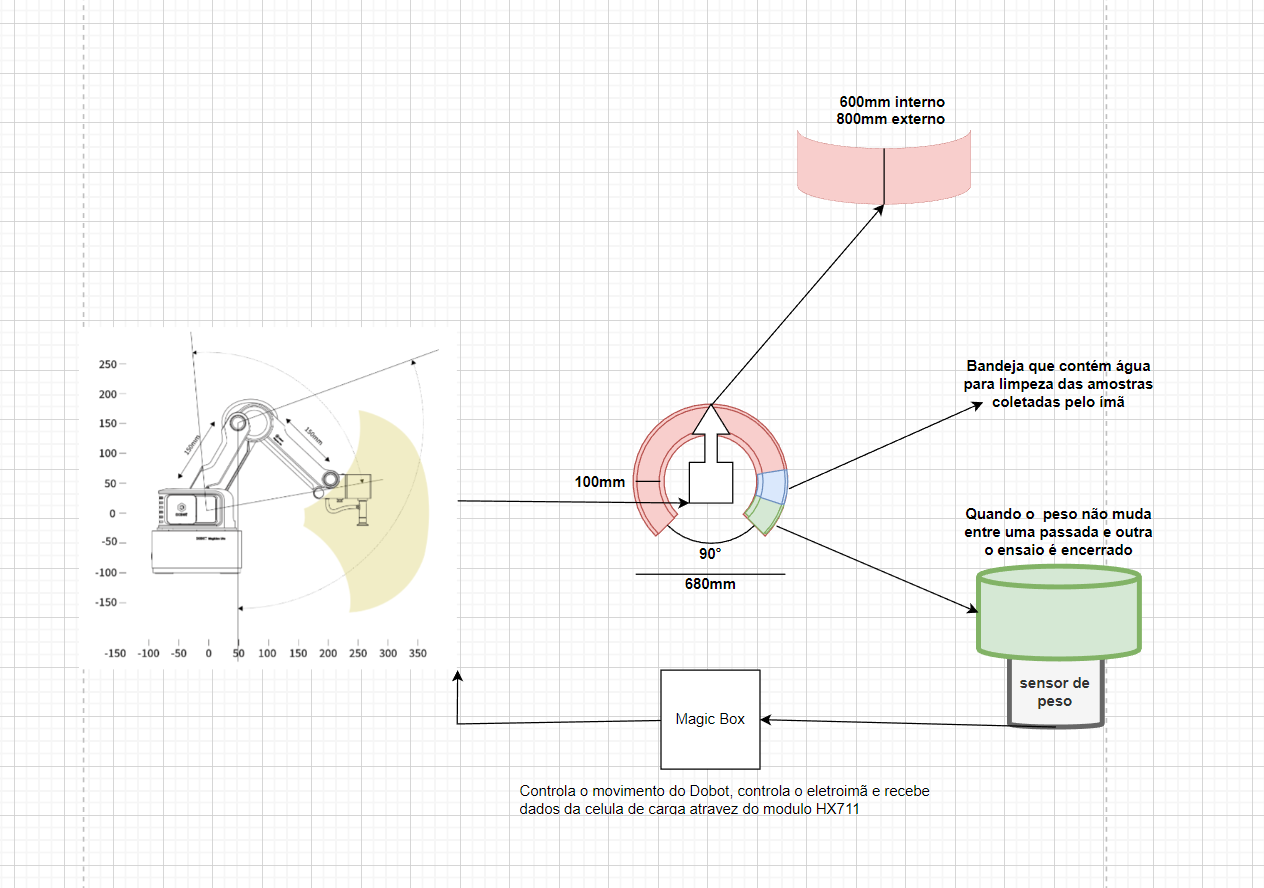 600mm interno
800mm externo
Bandeja que contém água
para limpeza das amostras
coletadas pelo ímã
250
200
150
100
50
0
-50
-100
-150
150mm
150mm
-150 -100 -50 0 50 100 150 200 250 300 350
100mm
90°
680mm
Quando o peso não muda
entre uma passada e outra
o ensaio é encerrado
sensor de
peso
Magic Box
Controla o movimento do Dobot, controla o eletroimã e recebe
dados da celula de carga atravez do modulo HX711